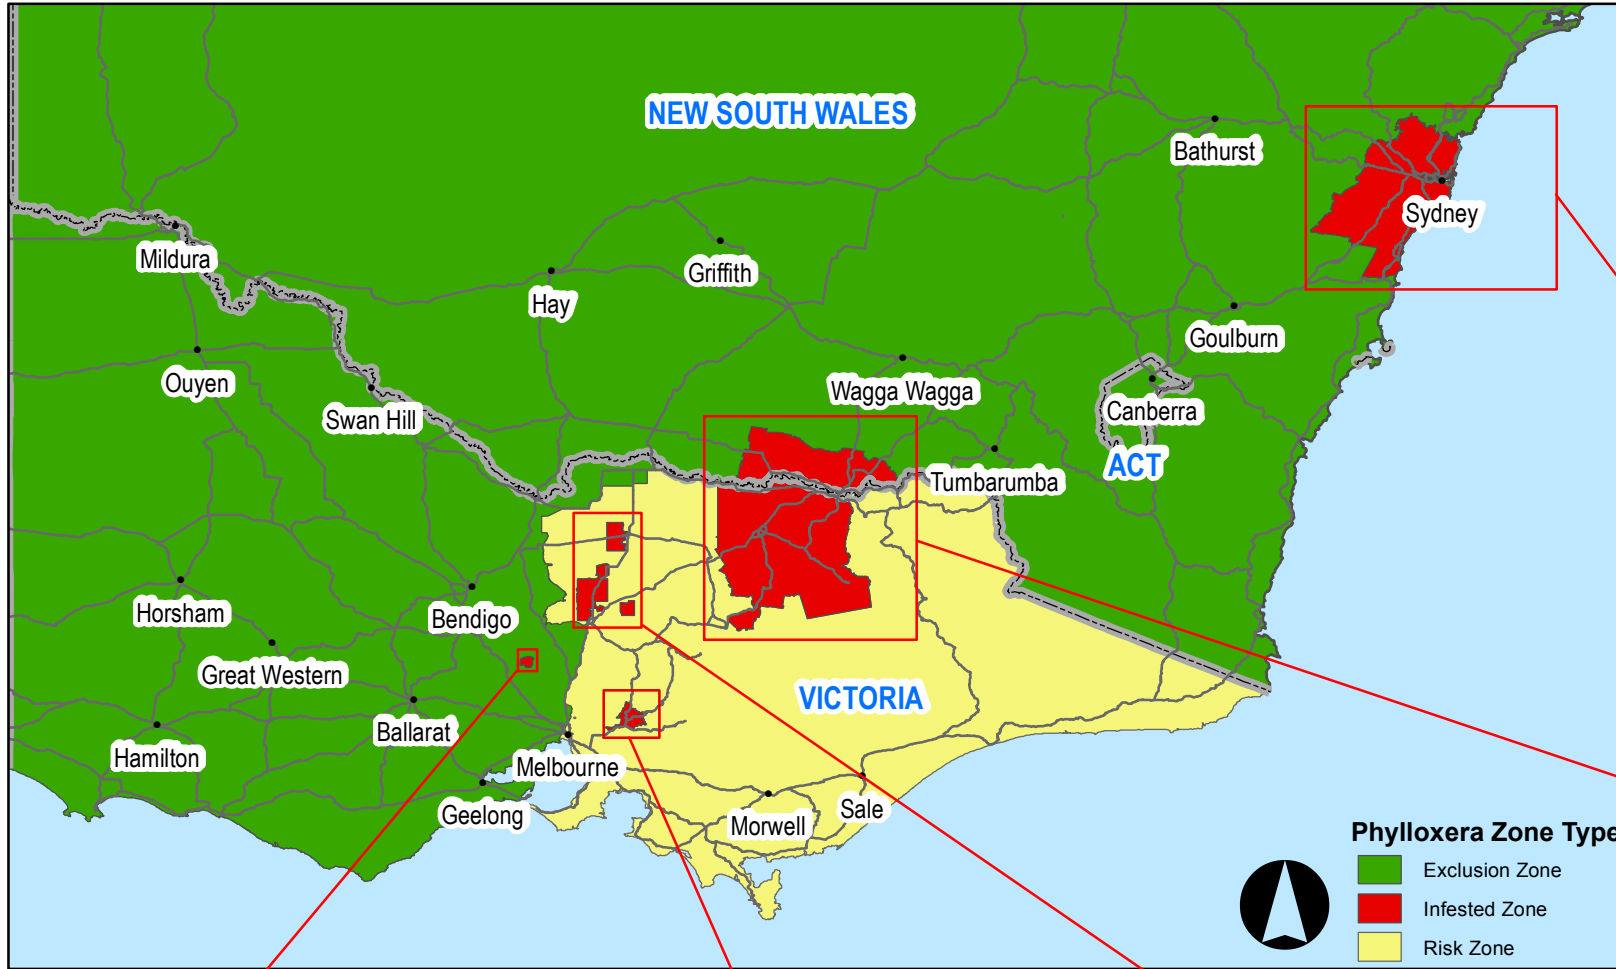 NEW SOUTH WALES
Bathurst
Sydney
Mildura
Griffith
Hay
Goulburn
Ouyen
Wagga Wagga
Canberra
Swan Hill
ACT
Tumbarumba
Horsham
Bendigo
Great Western
VICTORIA
Ballarat
Hamilton
Melbourne
Geelong
Morwell
Sale
Phylloxera Zone Type
Exclusion Zone
Infested Zone
Risk Zone